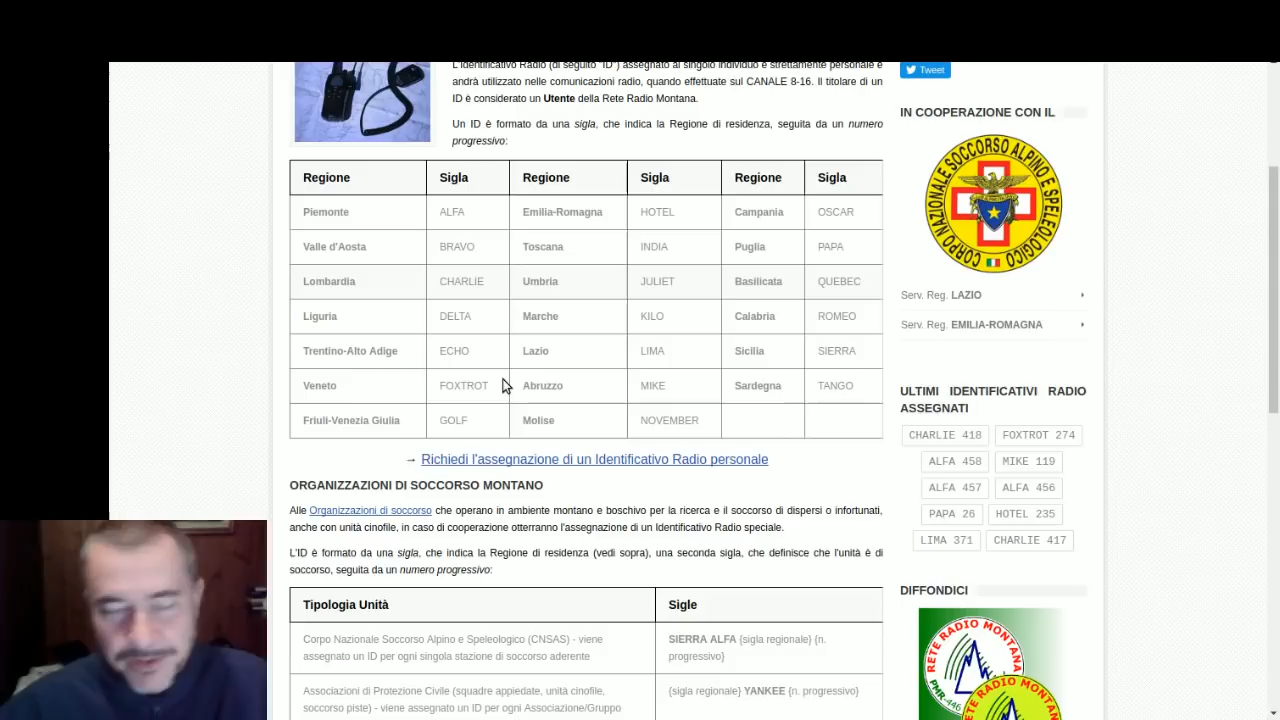 L'Identificativo Radio (di seguito "ID") assegnato al singolo individuo è strettamente personale e
andrà utilizzato nelle comunicazioni radio, quando effettuate sul CANALE 8-16. Il titolare di un
ID è considerato un Utente della Rete Radio Montana.
Un ID è formato da una sigla, che indica la Regione di residenza, seguita da un numero
progressivo:
Regione Sigla Regione Sigla Regione Sigla
Piemonte ALFA Emilia-Romagna HOTEL Campania OSCAR
Valle d'Aosta BRAVO Toscana INDIA Puglia PAPA
Lombardia CHARLIE Umbria JULIET Basilicata QUEBEC
Liguria DELTA Marche KILO Calabria ROMEO
Trentino-Alto Adige ECHO Lazio LIMA Sicilia SIERRA
Veneto FOXTROT Abruzzo MIKE Sardegna TANGO
Friuli-Venezia Giulia GOLF Molise NOVEMBER
→ Richiedi l'assegnazione di un Identificativo Radio personale
ORGANIZZAZIONI DI SOCCORSO MONTANO
Alle Organizzazioni di soccorso che operano in ambiente montano e boschivo per la ricerca e il soccorso di dispersi o infortunati,
anche con unità cinofile, in caso di cooperazione otterranno l'assegnazione di un Identificativo Radio speciale.
L'ID è formato da una sigla, che indica la Regione di residenza (vedi sopra), una seconda sigla, che definisce che l'unità è di
soccorso, seguita da un numero progressivo:
Tipologia Unità Sigle
Corpo Nazionale Soccorso Alpino e Speleologico (CNSAS) - viene
assegnato un ID per ogni singola stazione di soccorso aderente
SIERRA ALFA {sigla regionale} {n.
progressivo}
Associazioni di Protezione Civile (squadre appiedate, unità cinofile,
soccorso piste) - viene assegnato un ID per ogni Associazione/Gruppo
{sigla regionale} YANKEE {n. progressivo}
Tweet
IN COOPERAZIONE CON IL
CORPO NAZIONALE SOCCORSO ALPINO E SPELEOLOGICO
Serv. Reg. LAZIO
Serv. Reg. EMILIA-ROMAGNA
ULTIMI IDENTIFICATIVI RADIO
ASSEGNATI
CHARLIE 418 FOXTROT 274
ALFA 458 MIKE 119
ALFA 457 ALFA 456
PAPA 26 HOTEL 235
LIMA 371 CHARLIE 417
DIFFONDICI
RETE RADIO MONTANA
PMR-446
RETE RADIO MONTANA